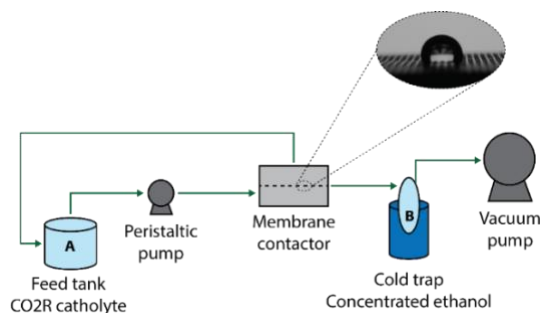 A
Feed tank
CO2R catholyte
Peristaltic
pump
Membrane
contactor
B
Cold trap
Concentrated ethanol
Vacuum
pump